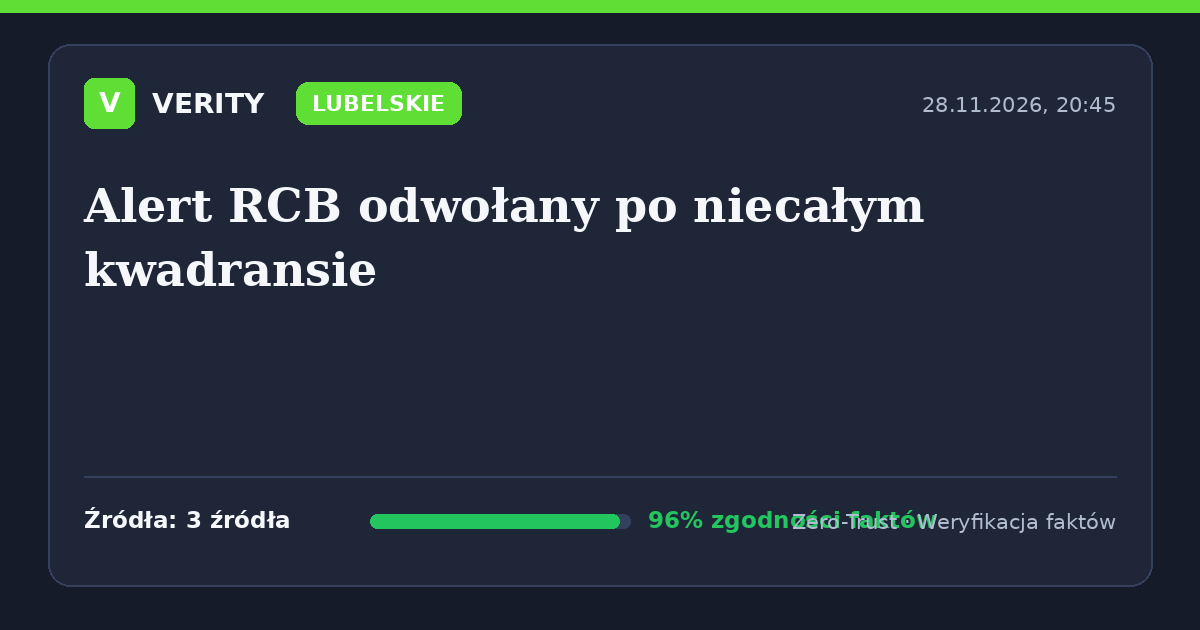 V VERITY LUBELSKIE 28.11.2026, 20:45
Alert RCB odwołany po niecałym
kwadransie
Źródła: 3 źródła 96% zgodności faktów Zero-Trust · Weryfikacja faktów